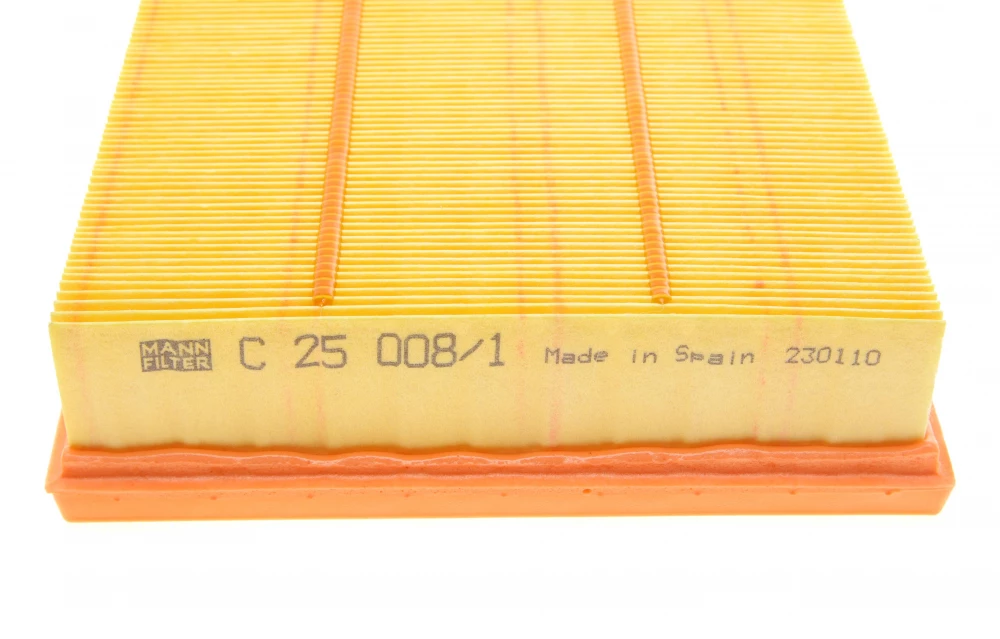 MANN
FILTER
C 25 008/1 Made in Spain 230110